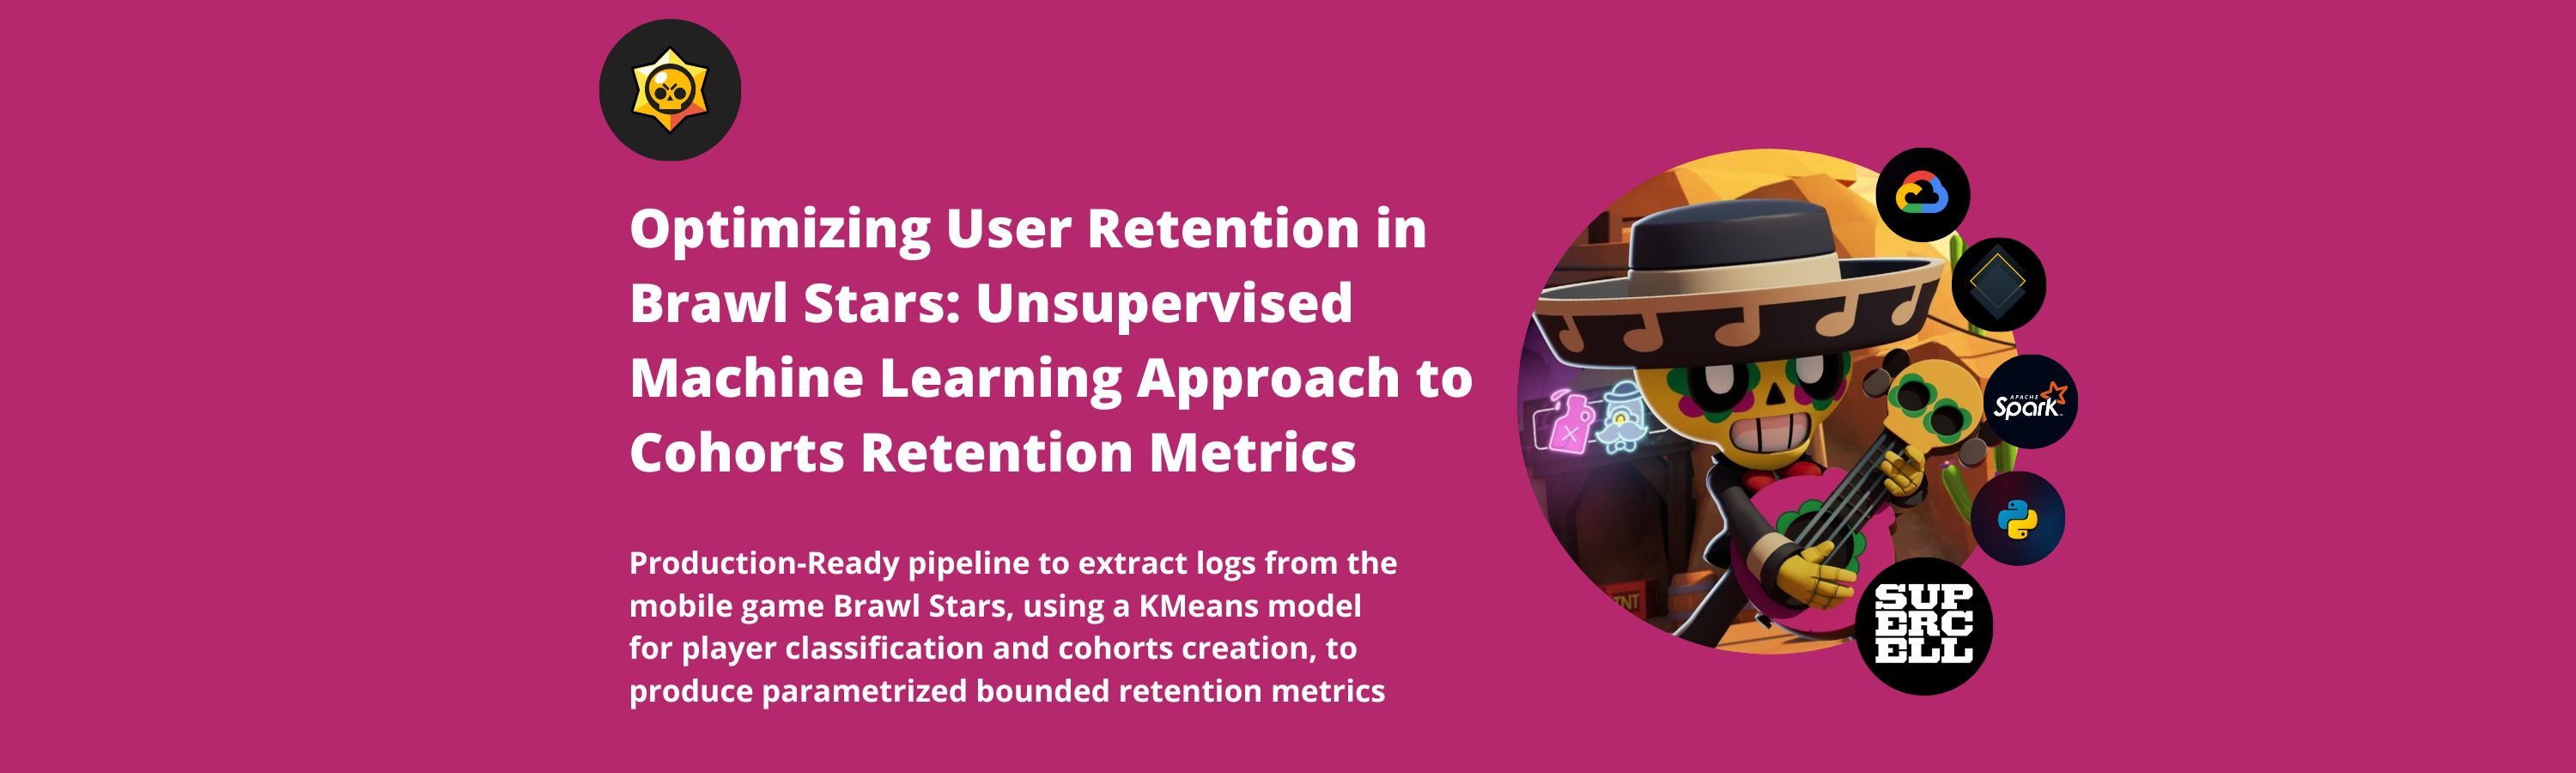 Optimizing User Retention in
Brawl Stars: Unsupervised
Machine Learning Approach to
Cohorts Retention Metrics
Production-Ready pipeline to extract logs from the
mobile game Brawl Stars, using a KMeans model
for player classification and cohorts creation, to
produce parametrized bounded retention metrics
APACHE
Spark
TNT
SUP
ERC
ELL